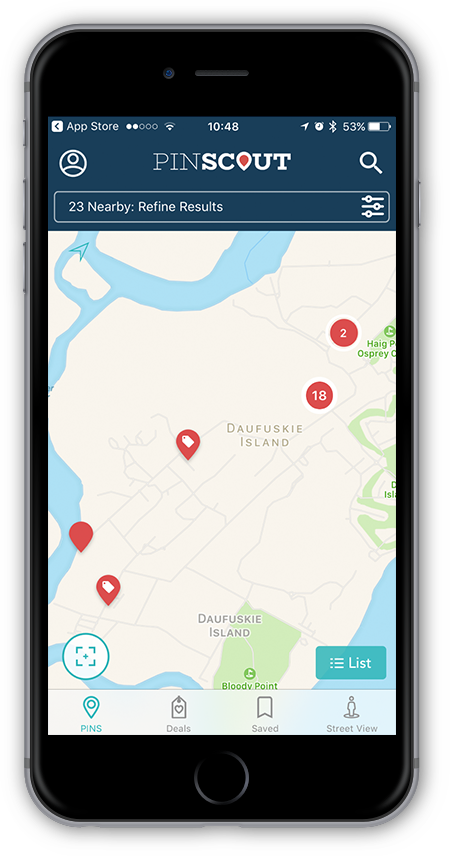 App Store 10:48 53%
PINSCOUT
23 Nearby: Refine Results
2
Haig P
Osprey C
18
DAUFUSKIE
ISLAND
DAUFUSKIE
ISLAND
List
Bloody Point
PINS Deals Saved Street View